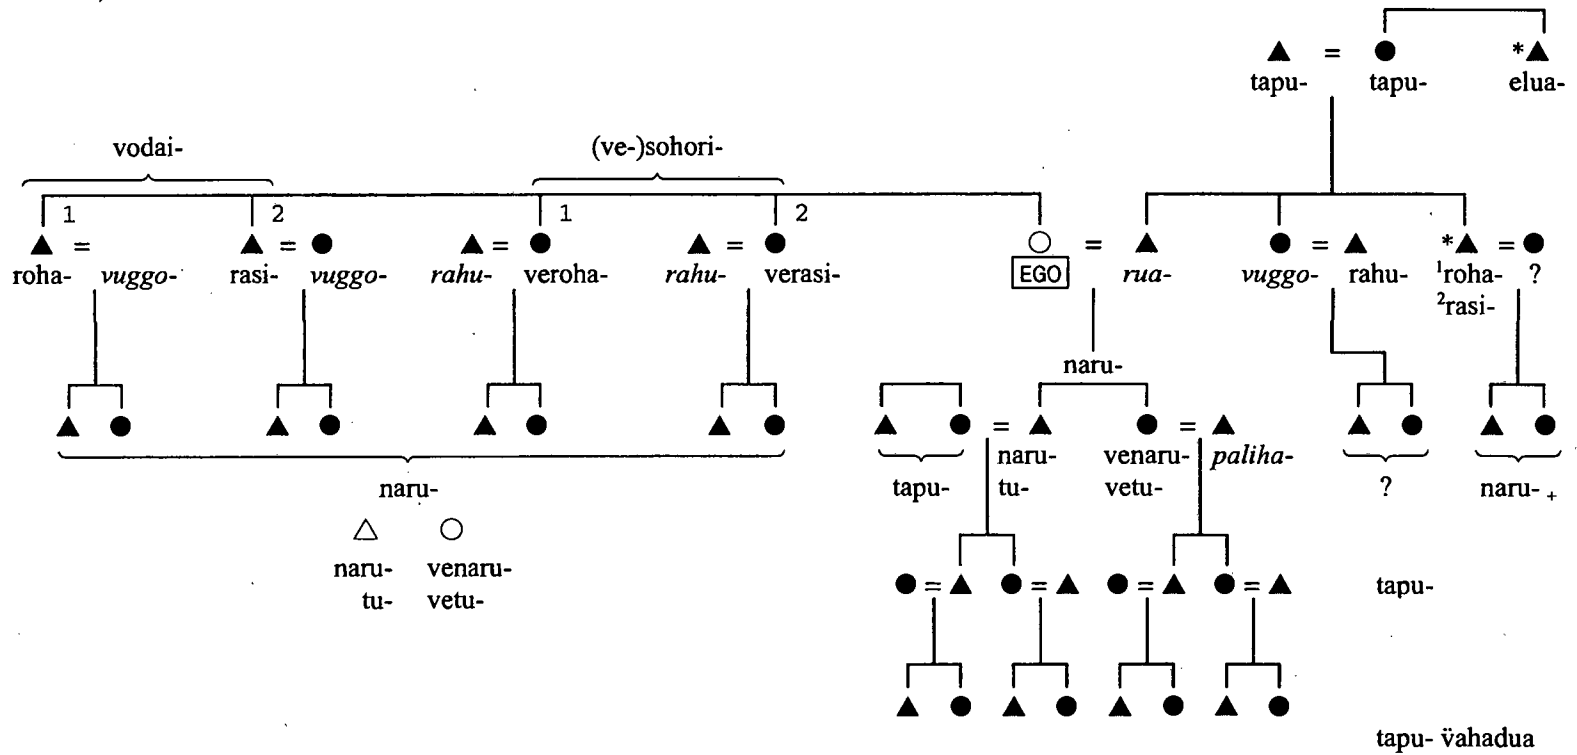 * 
tapu- = tapu- elua-
vodai- (ve-)sohori-
1 2 1 2
= = = = = = * =
roha- vuggo- rasi- vuggo- rahu- veroha- rahu- verasi- EGO rua- vuggo- rahu- ¹roha- ?
²rasi-
naru-
= =
naru- venaru- paliha-
naru- tapu- tu- vetu- ? naru- +
naru- venaru-
tu- vetu-
= = = = tapu-
tapu- v̈ahadua